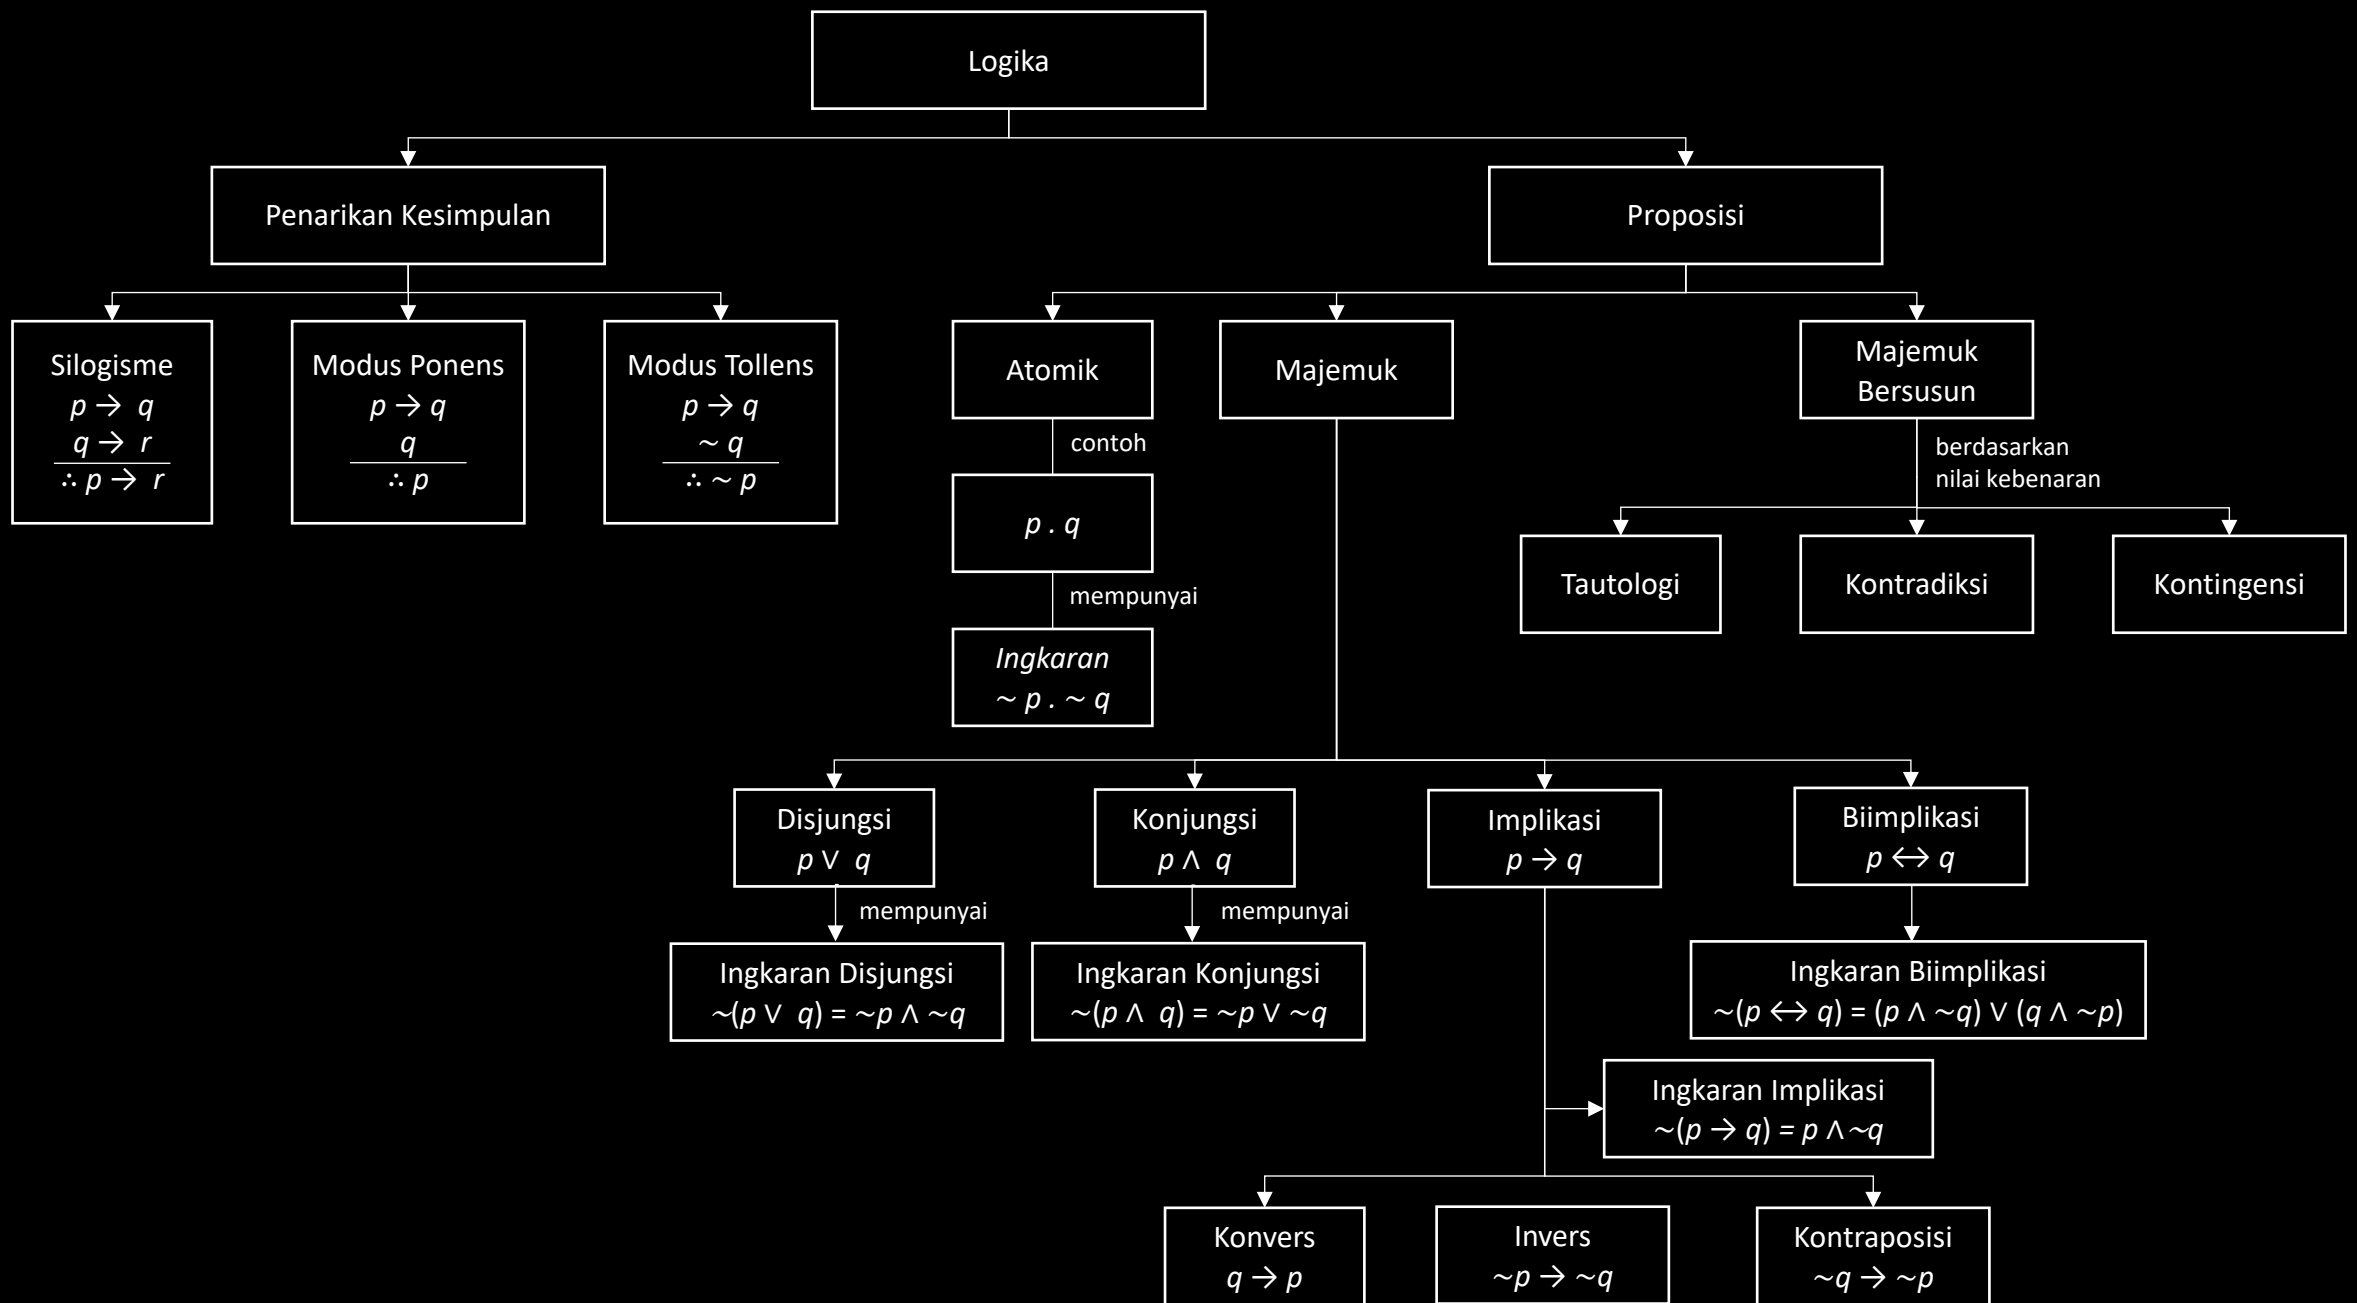 Logika
Penarikan Kesimpulan
Proposisi
Silogisme
p → q
q → r
∴ p → r
Modus Ponens
p → q
q
∴ p
Modus Tollens
p → q
~ q
∴ ~ p
Atomik
Majemuk
Majemuk
Bersusun
contoh
berdasarkan
nilai kebenaran
p . q
mempunyai
Ingkaran
~ p . ~ q
Tautologi
Kontradiksi
Kontingensi
Disjungsi
p ∨ q
Konjungsi
p ∧ q
Implikasi
p → q
Biimplikasi
p ↔ q
mempunyai
mempunyai
Ingkaran Disjungsi
~(p ∨ q) = ~p ∧ ~q
Ingkaran Konjungsi
~(p ∧ q) = ~p ∨ ~q
Ingkaran Biimplikasi
~(p ↔ q) = (p ∧ ~q) ∨ (q ∧ ~p)
Ingkaran Implikasi
~(p → q) = p ∧ ~q
Konvers
q → p
Invers
~p → ~q
Kontraposisi
~q → ~p